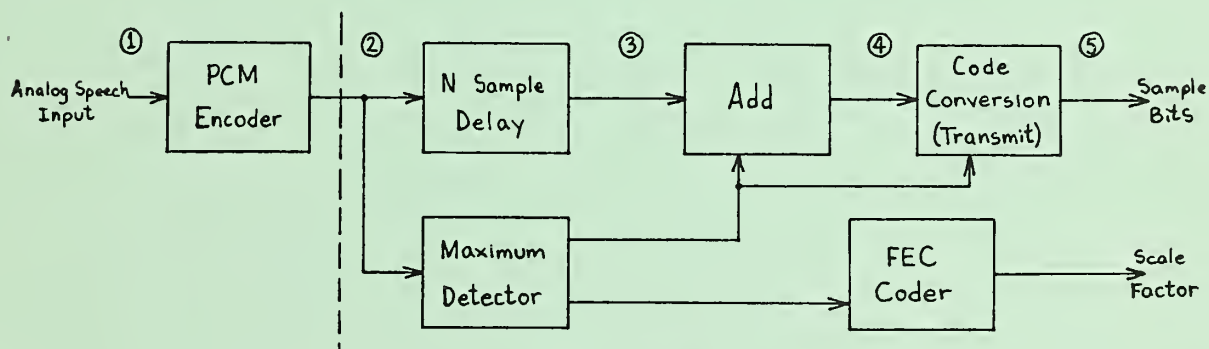 ①
②
③
④
⑤
Analog Speech
Input
PCM
Encoder
N Sample
Delay
Add
Code
Conversion
(Transmit)
Sample
Bits
Maximum
Detector
FEC
Coder
Scale
Factor